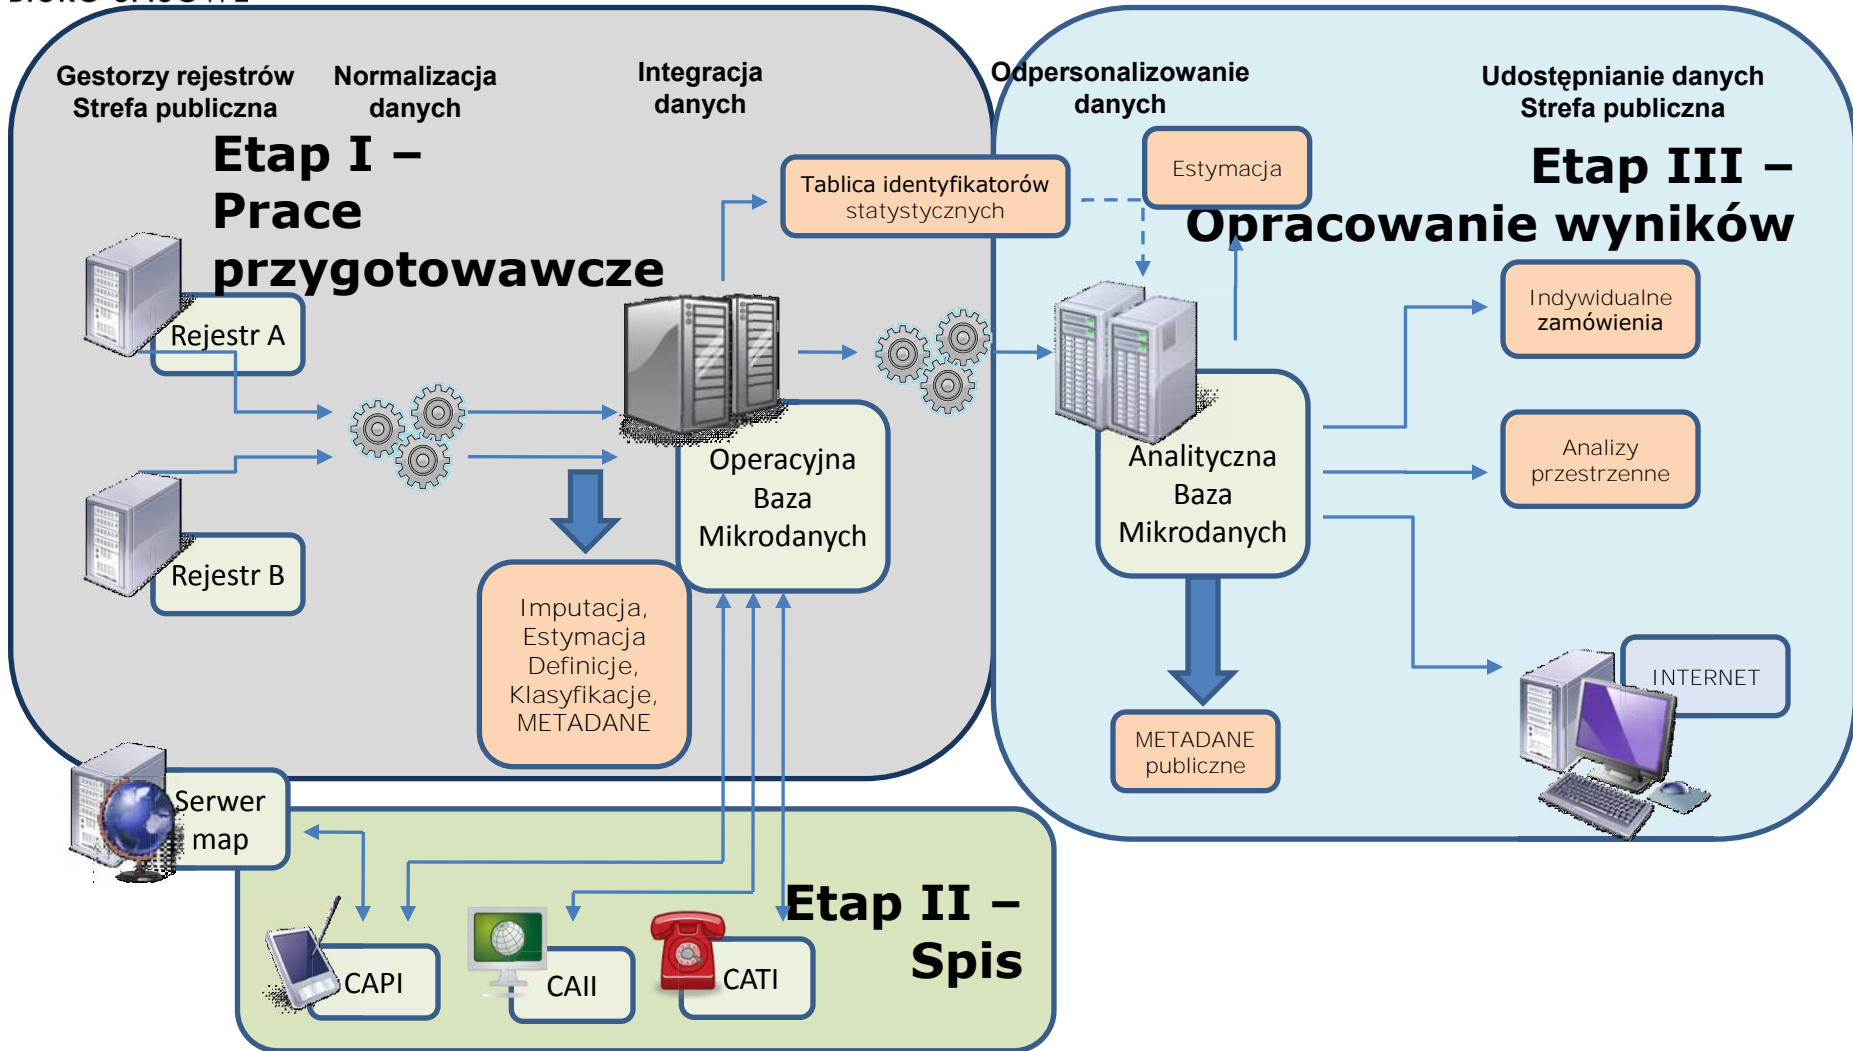 Gestorzy rejestrów
Strefa publiczna
Normalizacja
danych
Integracja
danych
Odpersonalizowanie
danych
Udostępnianie danych
Strefa publiczna
Etap I –
Prace
przygotowawcze
Tablica identyfikatorów
statystycznych
Estymacja
Etap III –
Opracowanie wyników
Rejestr A
Indywidualne
zamówienia
Operacyjna
Baza
Mikrodanych
Analityczna
Baza
Mikrodanych
Analizy
przestrzenne
Rejestr B
Imputacja,
Estymacja
Definicje,
Klasyfikacje,
METADANE
INTERNET
METADANE
publiczne
Serwer
map
Etap II –
Spis
CAPI
CAII
CATI